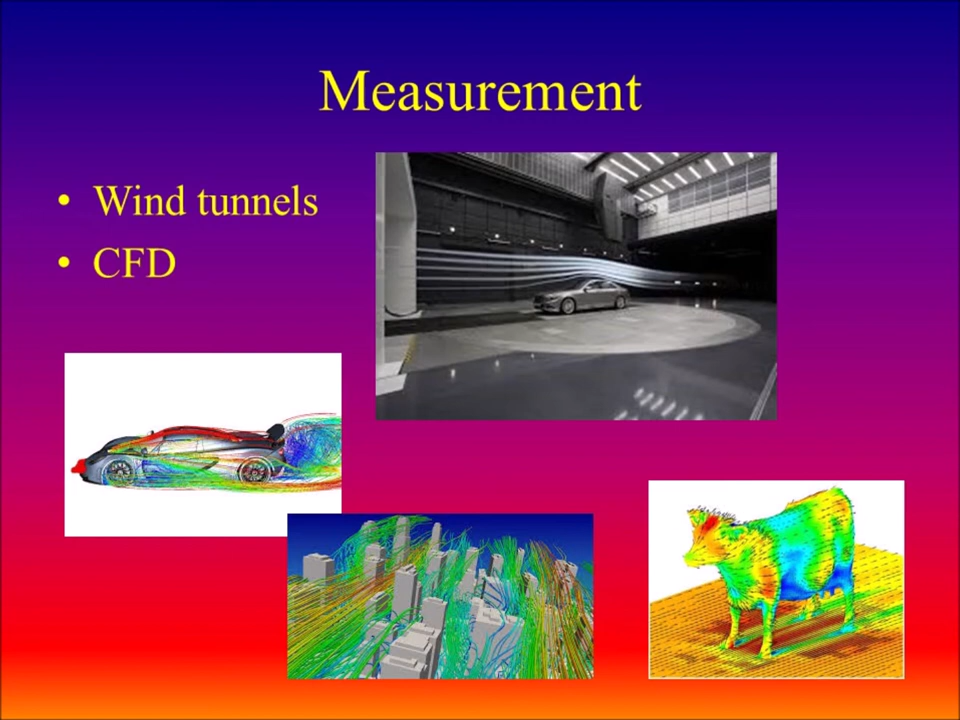 Measurement
• Wind tunnels
• CFD